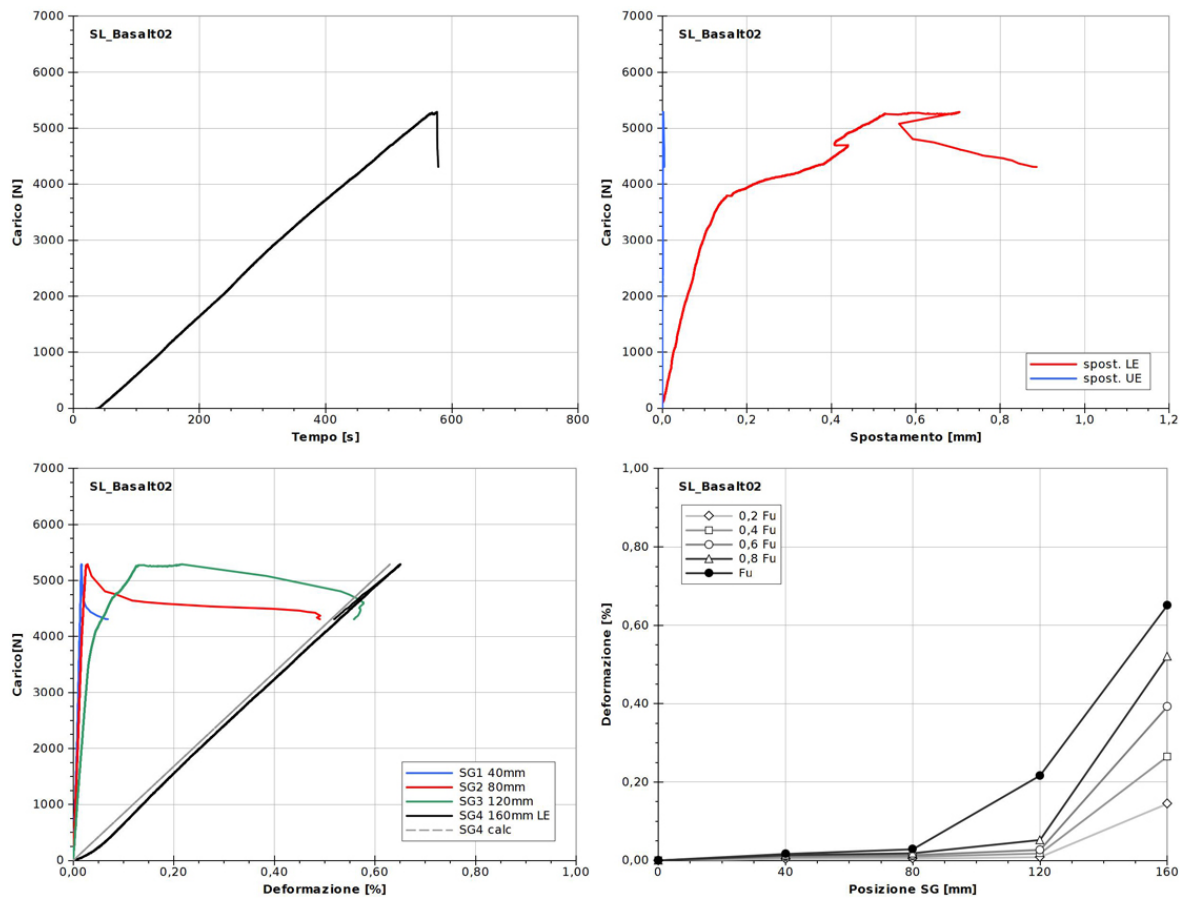 SL_Basalt02
7000
6000
5000
4000
3000
2000
1000
0
Carico [N]
0 200 400 600 800
Tempo [s]
SL_Basalt02
7000
6000
5000
4000
3000
2000
1000
0
Carico [N]
spost. LE
spost. UE
0,0 0,2 0,4 0,6 0,8 1,0 1,2
Spostamento [mm]
SL_Basalt02
7000
6000
5000
4000
3000
2000
1000
0
Carico[N]
SG1 40mm
SG2 80mm
SG3 120mm
SG4 160mm LE
SG4 calc
0,00 0,20 0,40 0,60 0,80 1,00
Deformazione [%]
SL_Basalt02
1,00
0,80
0,60
0,40
0,20
0,00
Deformazione [%]
0,2 Fu
0,4 Fu
0,6 Fu
0,8 Fu
Fu
0 40 80 120 160
Posizione SG [mm]